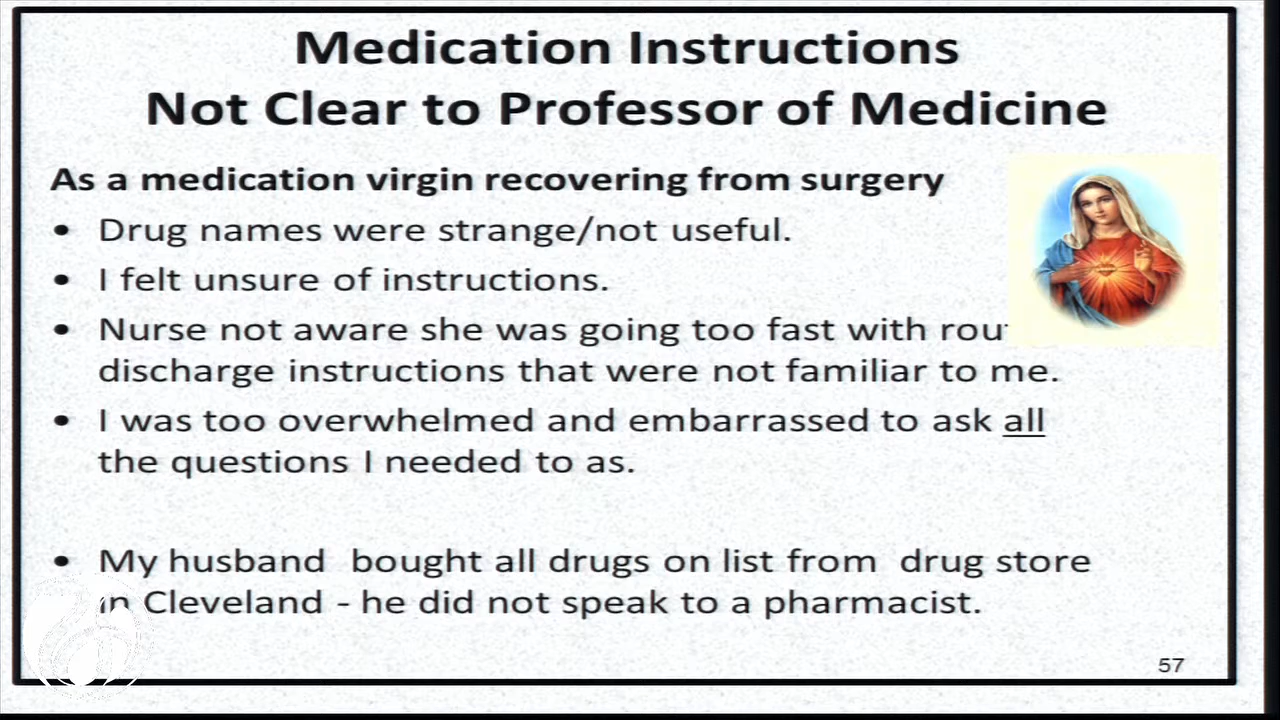 Medication Instructions
Not Clear to Professor of Medicine
As a medication virgin recovering from surgery
• Drug names were strange/not useful.
• I felt unsure of instructions.
• Nurse not aware she was going too fast with
discharge instructions that were not familiar to me.
• I was too overwhelmed and embarrassed to ask all
the questions I needed to as.
• My husband bought all drugs on list from drug store
in Cleveland - he did not speak to a pharmacist.
57